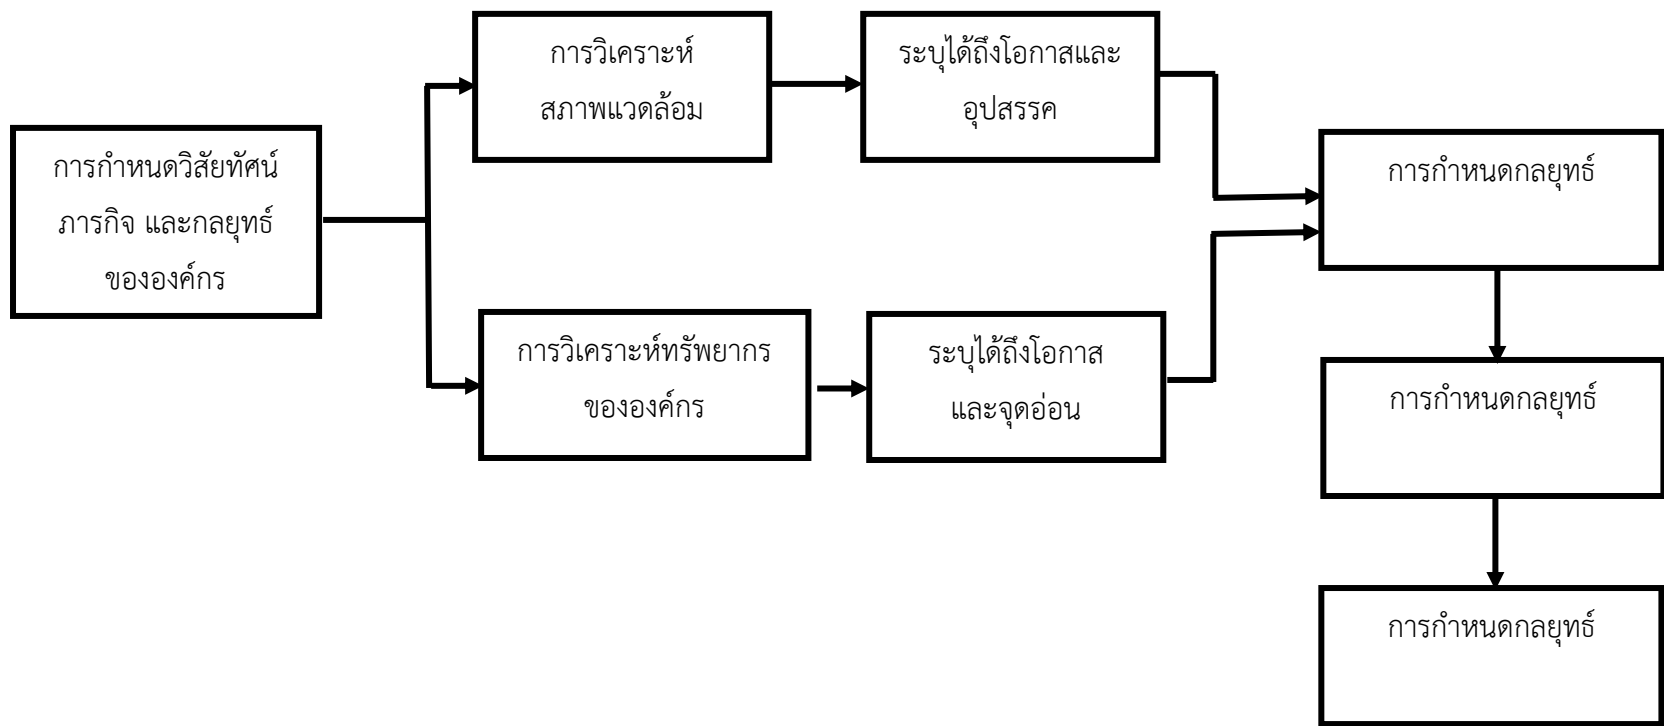 การกำหนดวิสัยทัศน์
ภารกิจ และกลยุทธ์
ขององค์กร
การวิเคราะห์
สภาพแวดล้อม
ระบุได้ถึงโอกาสและ
อุปสรรค
การวิเคราะห์ทรัพยากร
ขององค์กร
ระบุได้ถึงโอกาส
และจุดอ่อน
การกำหนดกลยุทธ์
การกำหนดกลยุทธ์
การกำหนดกลยุทธ์